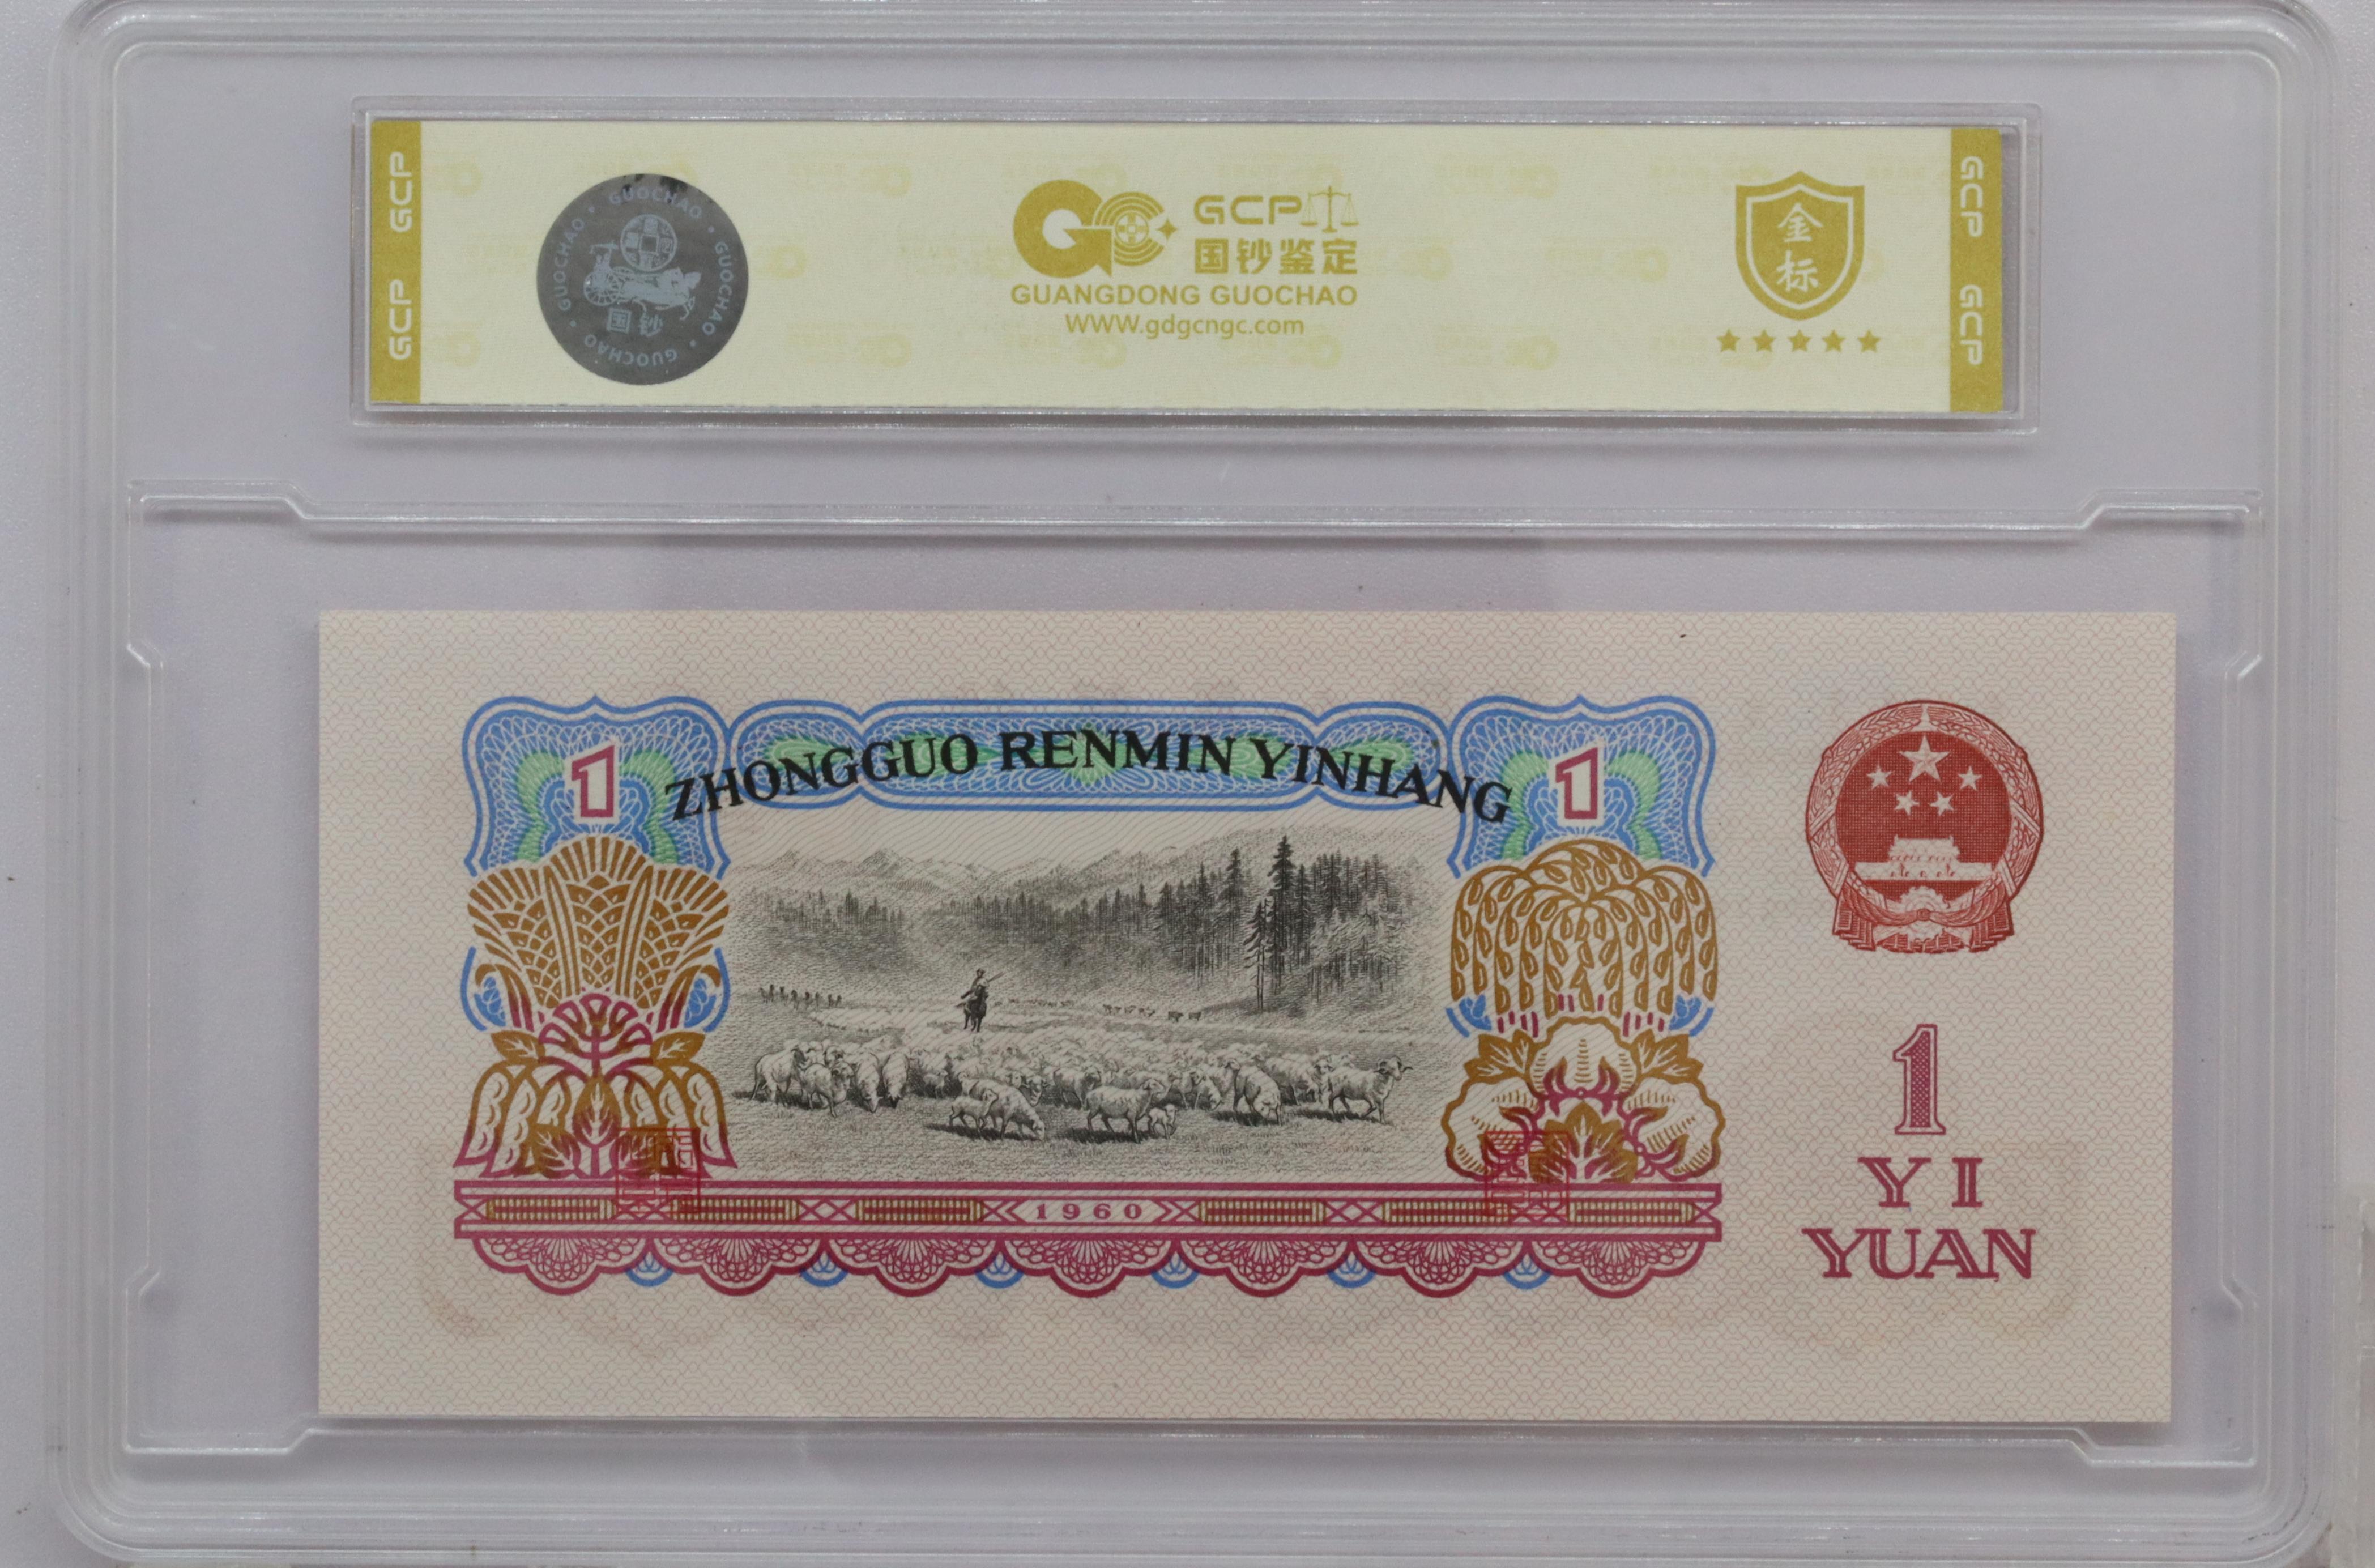 GCP GCP
GUOCHAO · GUOCHAO · GUOCHAO · GUOCHAO
国钞
GCP
国钞鉴定
GUANGDONG GUOCHAO
WWW.gdgcngc.com
金
标
GCP GCP
1
ZHONGGUO RENMIN YINHANG
1
1960
1
YI
YUAN